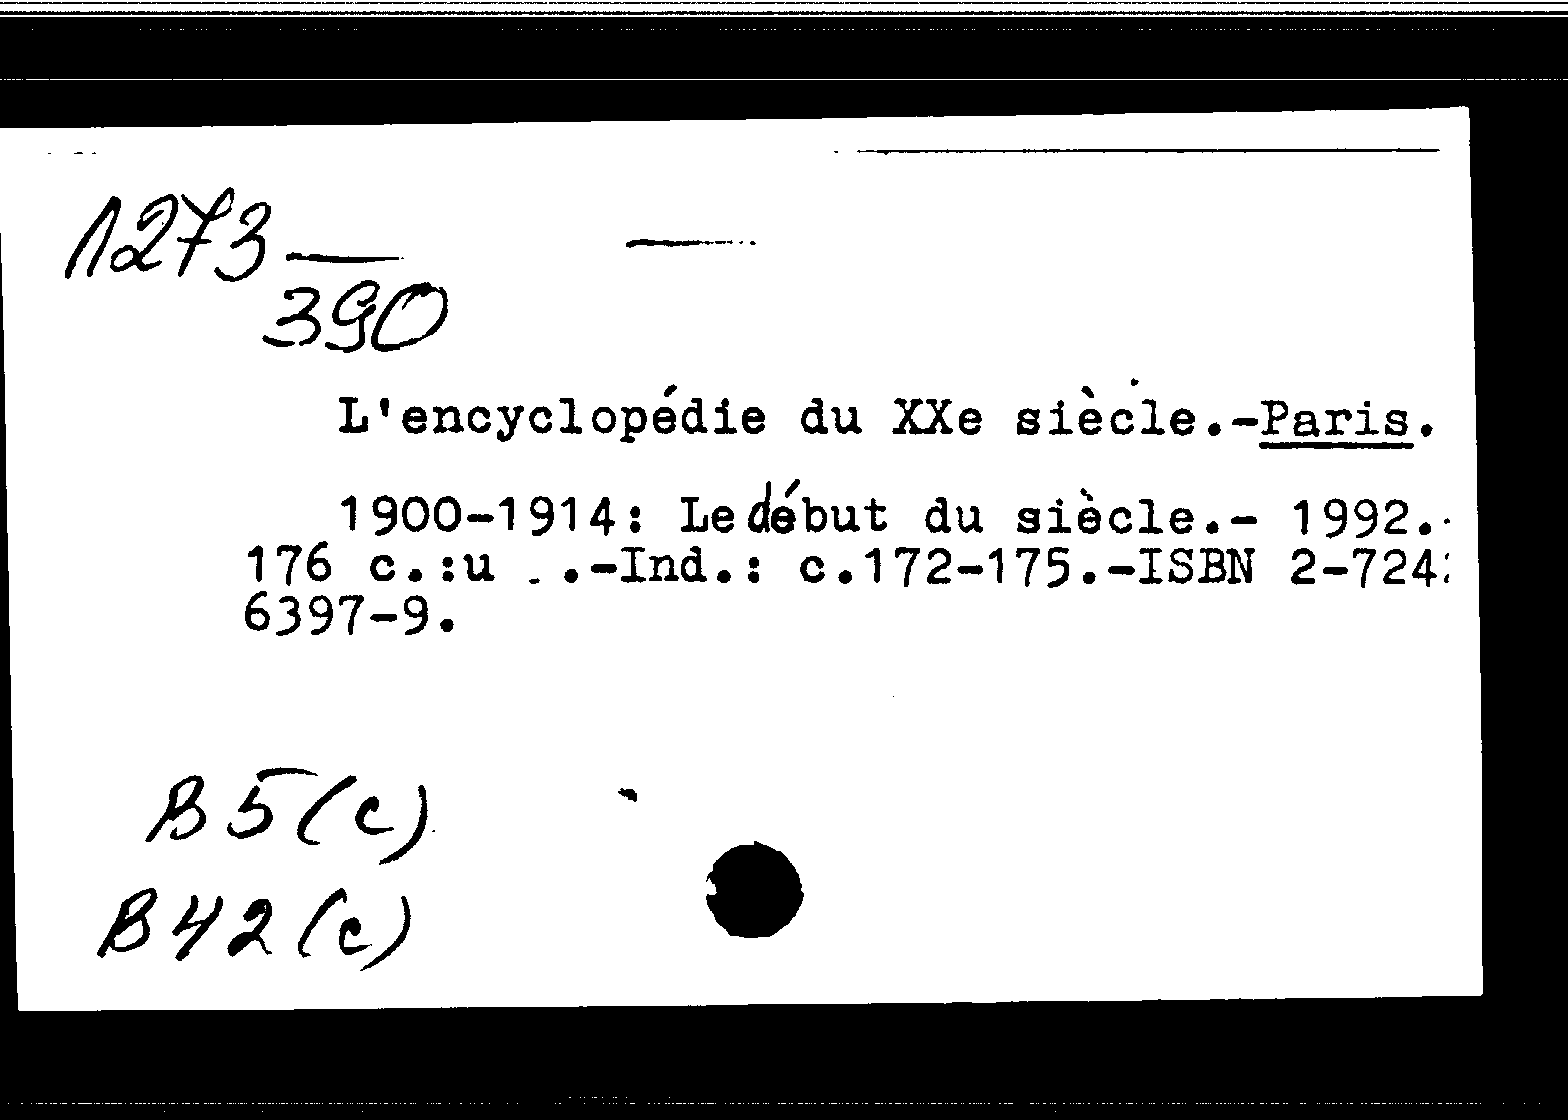 1273
390
L'encyclopédie du XXe siècle.-Paris.
1900-1914: Le début du siècle.- 1992.-
176 c.:u .-Ind.: c.172-175.-ISBN 2-724
6397-9.
B5(c)
B42(c)